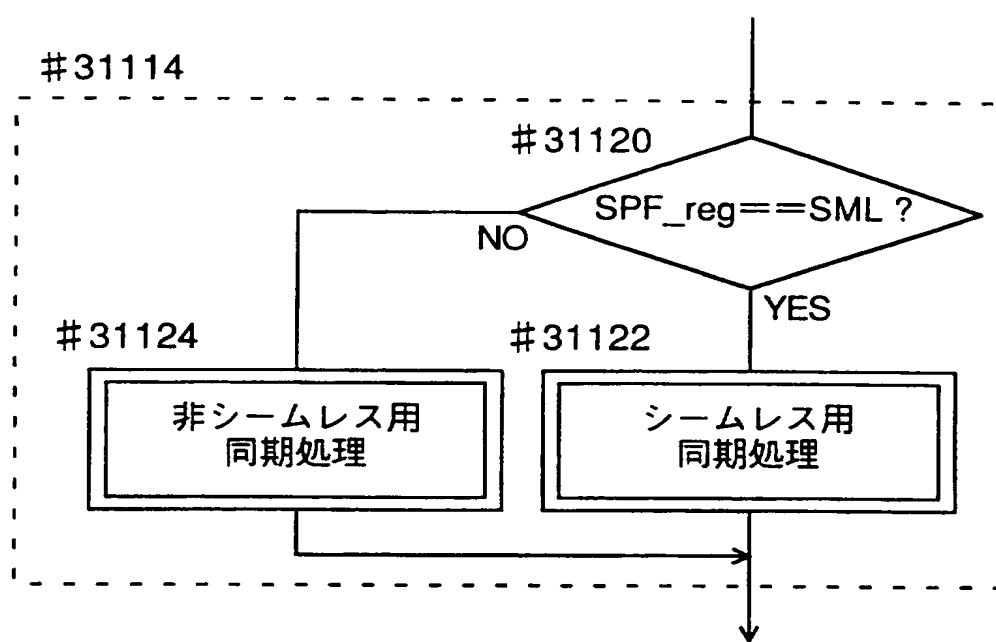 #31114
#31120
SPF_reg==SML ?
NO
YES
#31124
#31122
非シームレス用
同期処理
シームレス用
同期処理